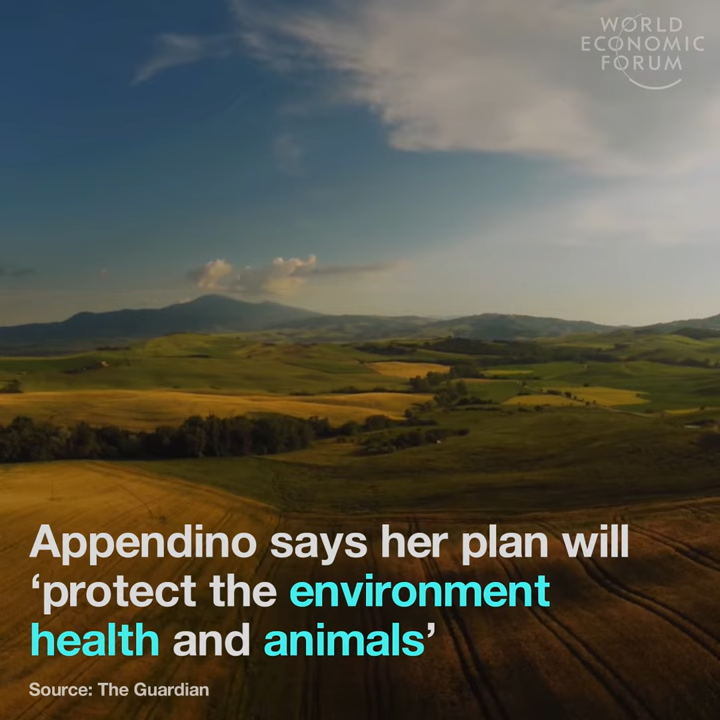 WORLD
ECONOMIC
FORUM
Appendino says her plan will
‘protect the environment
health and animals’
Source: The Guardian